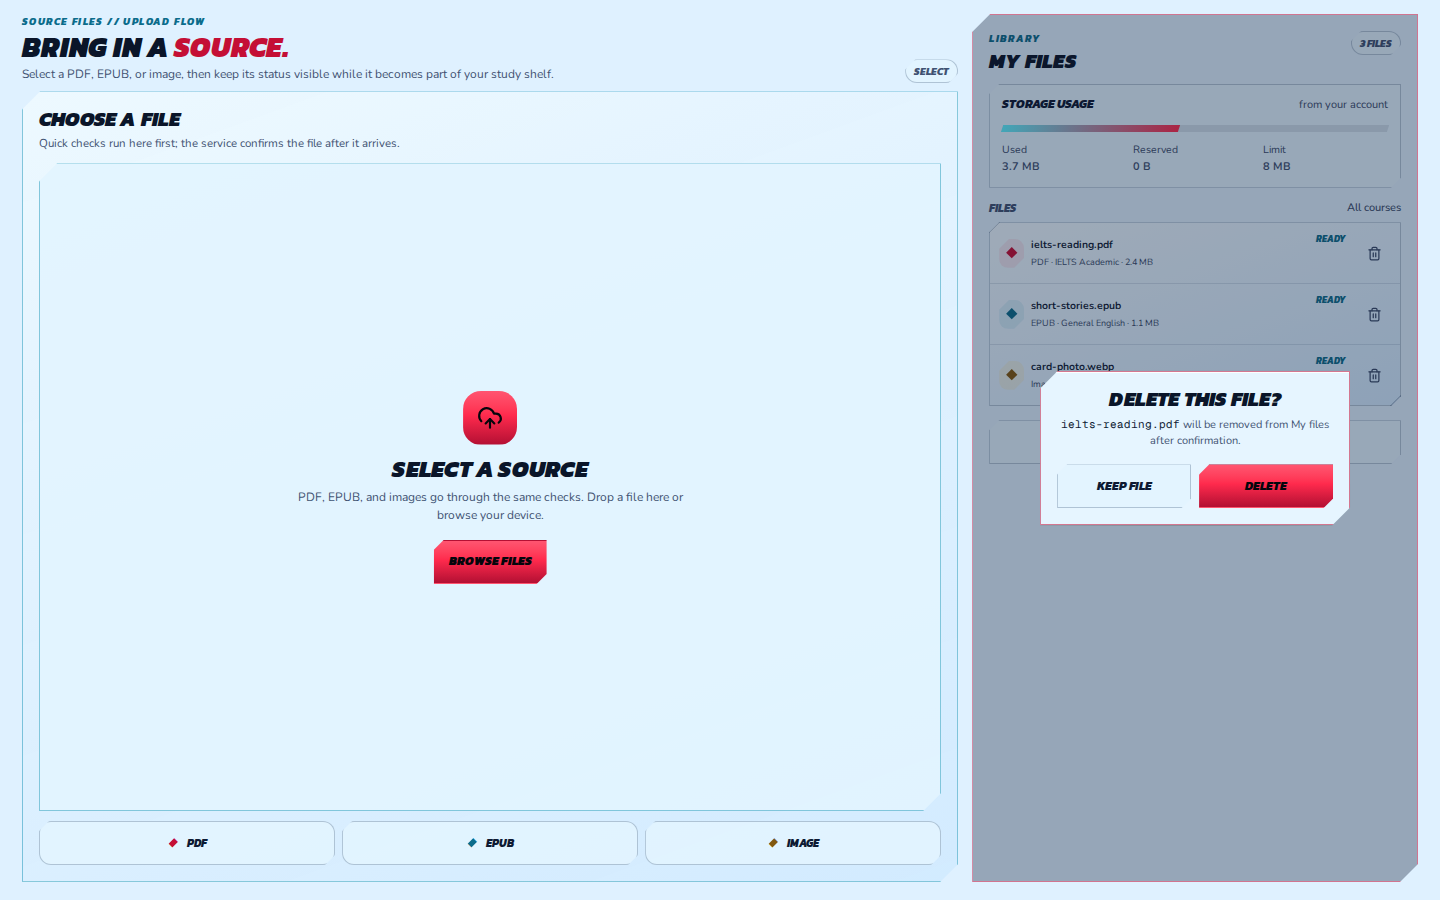 SOURCE FILES // UPLOAD FLOW
BRING IN A SOURCE.
Select a PDF, EPUB, or image, then keep its status visible while it becomes part of your study shelf.
SELECT
CHOOSE A FILE
Quick checks run here first; the service confirms the file after it arrives.
SELECT A SOURCE
PDF, EPUB, and images go through the same checks. Drop a file here or
browse your device.
BROWSE FILES
PDF
EPUB
IMAGE
LIBRARY
MY FILES
3 FILES
STORAGE USAGE
from your account
Used
Reserved
Limit
3.7 MB
0 B
8 MB
FILES
All courses
ielts-reading.pdf
READY
PDF · IELTS Academic · 2.4 MB
short-stories.epub
READY
EPUB · General English · 1.1 MB
card-photo.webp
READY
DELETE THIS FILE?
ielts-reading.pdf will be removed from My files
after confirmation.
KEEP FILE
DELETE